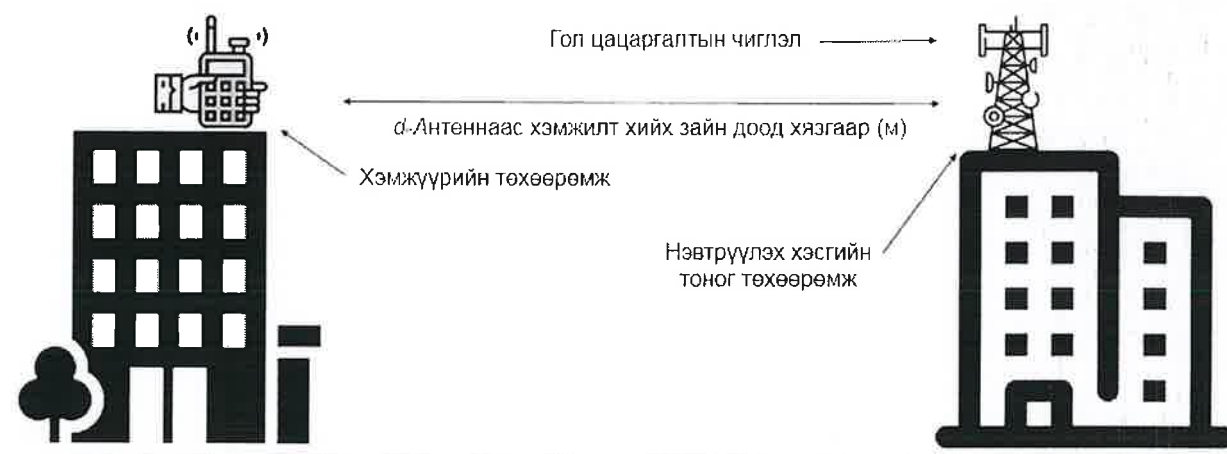 Гол цацаргалтын чиглэл
d-Антеннаас хэмжилт хийх зайн доод хязгаар (м)
Хэмжүүрийн төхөөрөмж
Нэвтрүүлэх хэсгийн
тоног төхөөрөмж